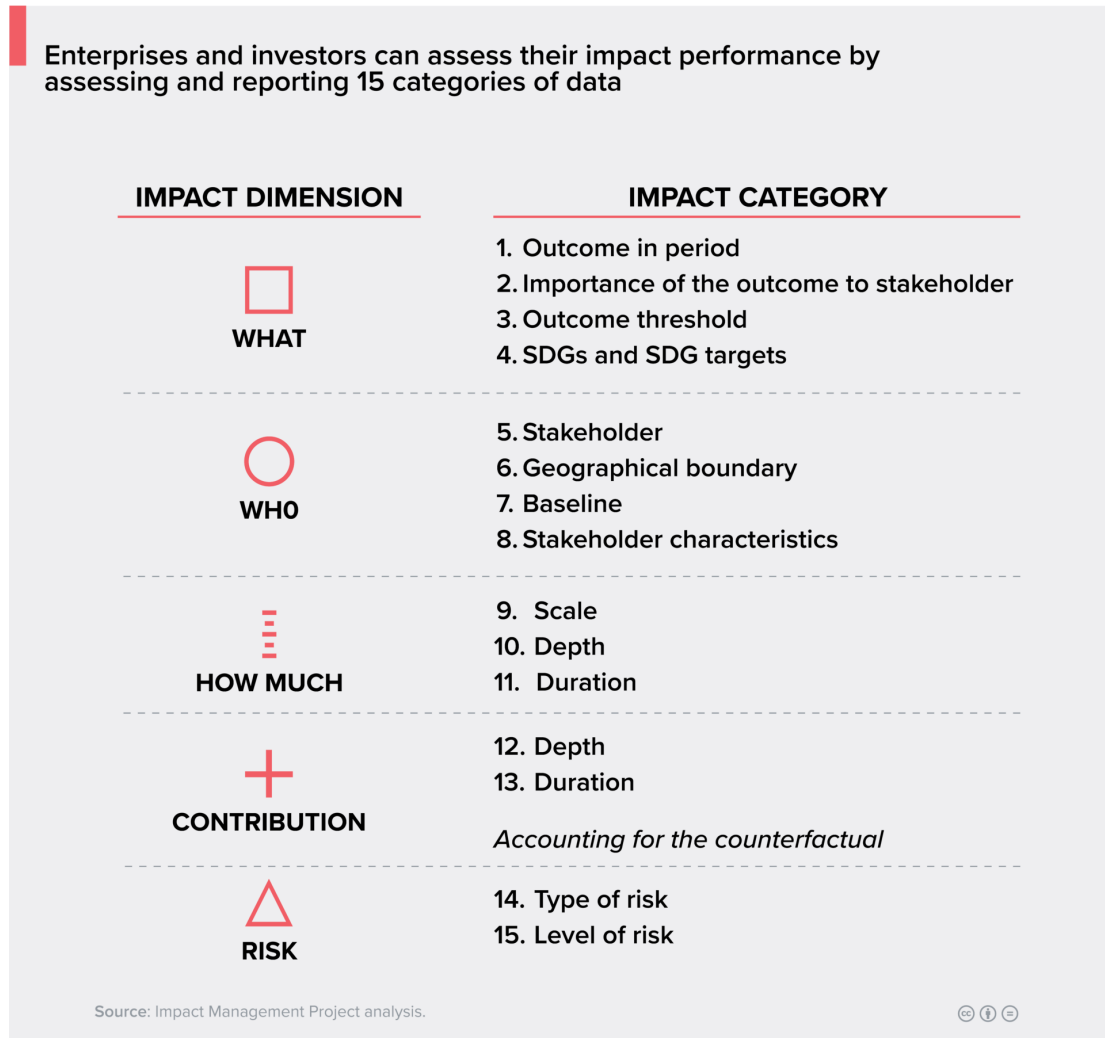 Enterprises and investors can assess their impact performance by
assessing and reporting 15 categories of data
IMPACT DIMENSION
IMPACT CATEGORY
WHAT
1. Outcome in period
2. Importance of the outcome to stakeholder
3. Outcome threshold
4. SDGs and SDG targets
WH0
5. Stakeholder
6. Geographical boundary
7. Baseline
8. Stakeholder characteristics
HOW MUCH
9. Scale
10. Depth
11. Duration
CONTRIBUTION
12. Depth
13. Duration
Accounting for the counterfactual
RISK
14. Type of risk
15. Level of risk
Source: Impact Management Project analysis.
cc